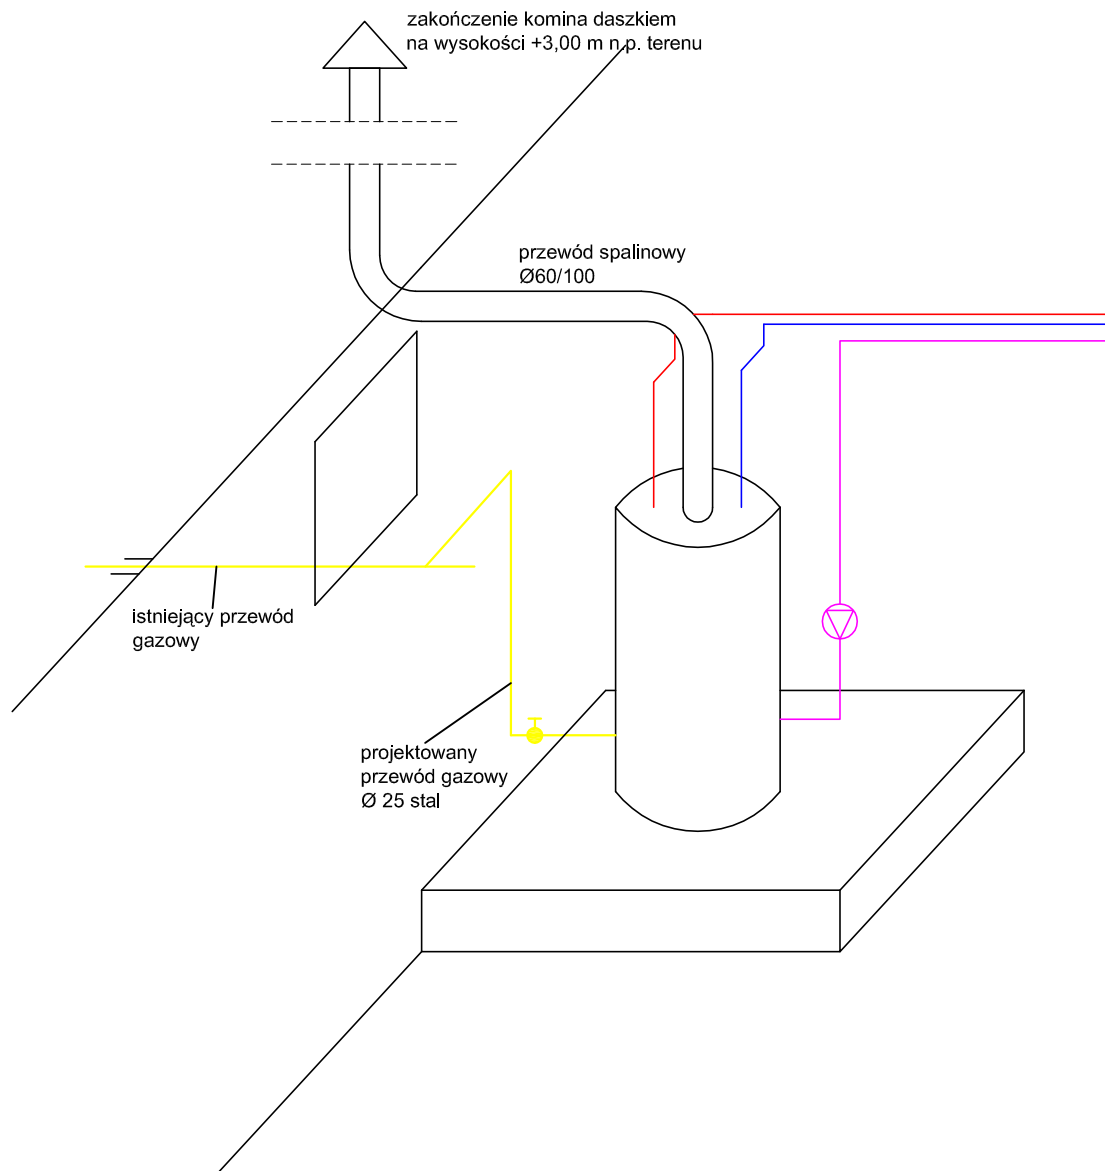 zakończenie komina daszkiem
na wysokości +3,00 m n.p. terenu
przewód spalinowy
Ø60/100
istniejący przewód
gazowy
projektowany
przewód gazowy
Ø 25 stal